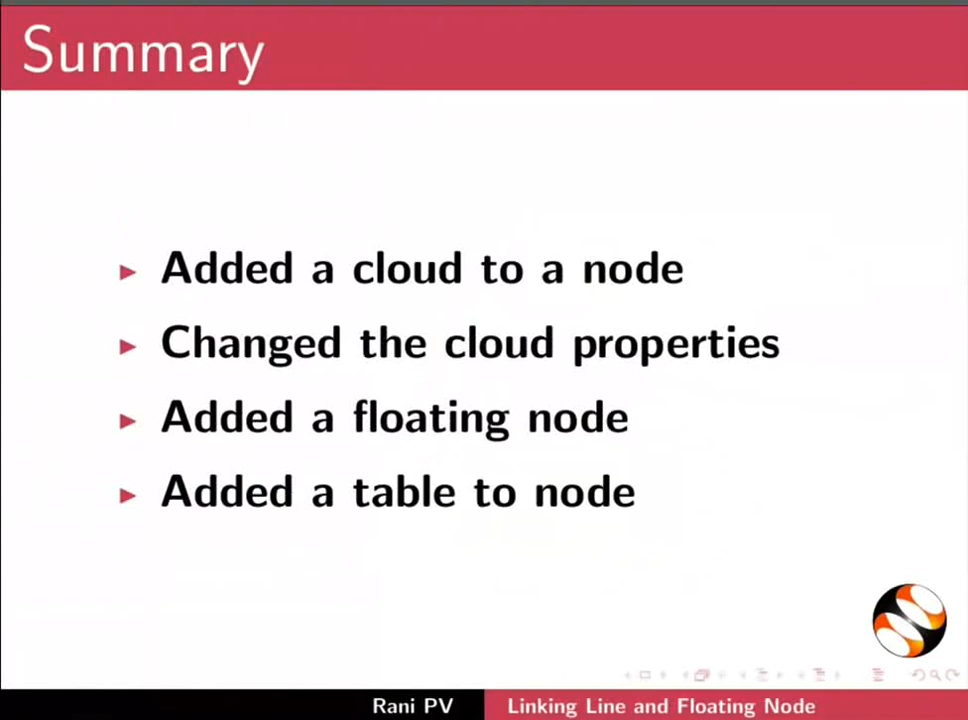 Summary
Added a cloud to a node
Changed the cloud properties
Added a floating node
Added a table to node
Rani PV
Linking Line and Floating Node